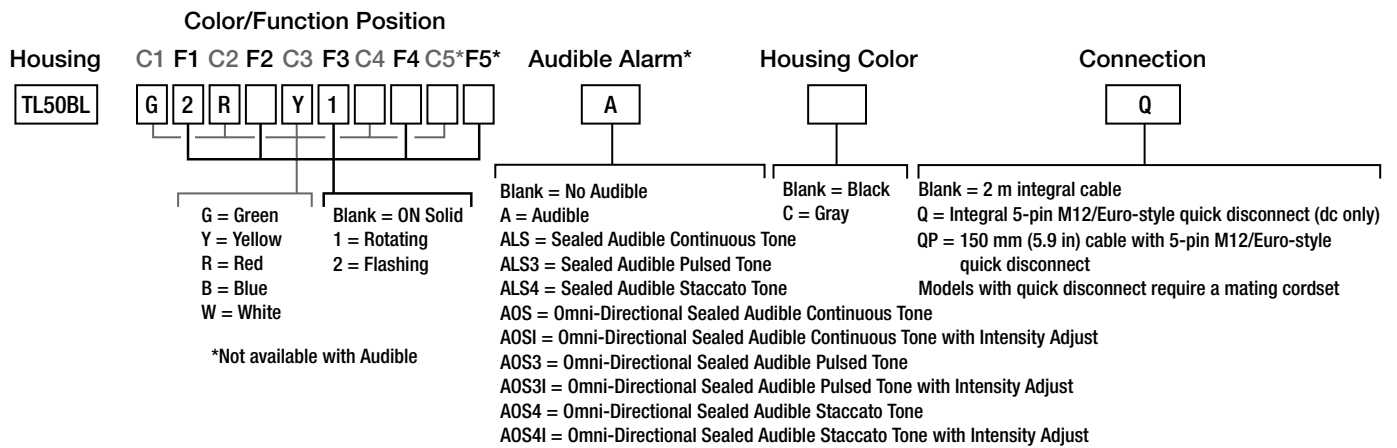 Color/Function Position
Housing C1 F1 C2 F2 C3 F3 C4 F4 C5*F5* Audible Alarm* Housing Color Connection
TL50BL G 2 R Y 1 A Q
G = Green
Y = Yellow
R = Red
B = Blue
W = White
Blank = ON Solid
1 = Rotating
2 = Flashing
*Not available with Audible
Blank = No Audible
A = Audible
ALS = Sealed Audible Continuous Tone
ALS3 = Sealed Audible Pulsed Tone
ALS4 = Sealed Audible Staccato Tone
AOS = Omni-Directional Sealed Audible Continuous Tone
AOSI = Omni-Directional Sealed Audible Continuous Tone with Intensity Adjust
AOS3 = Omni-Directional Sealed Audible Pulsed Tone
AOS3I = Omni-Directional Sealed Audible Pulsed Tone with Intensity Adjust
AOS4 = Omni-Directional Sealed Audible Staccato Tone
AOS4I = Omni-Directional Sealed Audible Staccato Tone with Intensity Adjust
Blank = Black
C = Gray
Blank = 2 m integral cable
Q = Integral 5-pin M12/Euro-style quick disconnect (dc only)
QP = 150 mm (5.9 in) cable with 5-pin M12/Euro-style
quick disconnect
Models with quick disconnect require a mating cordset